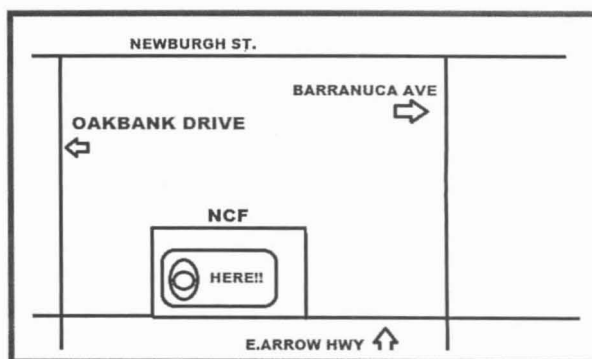 NEWBURGH ST.
BARRANUCA AVE
OAKBANK DRIVE
NCF
HERE!!
E.ARROW HWY